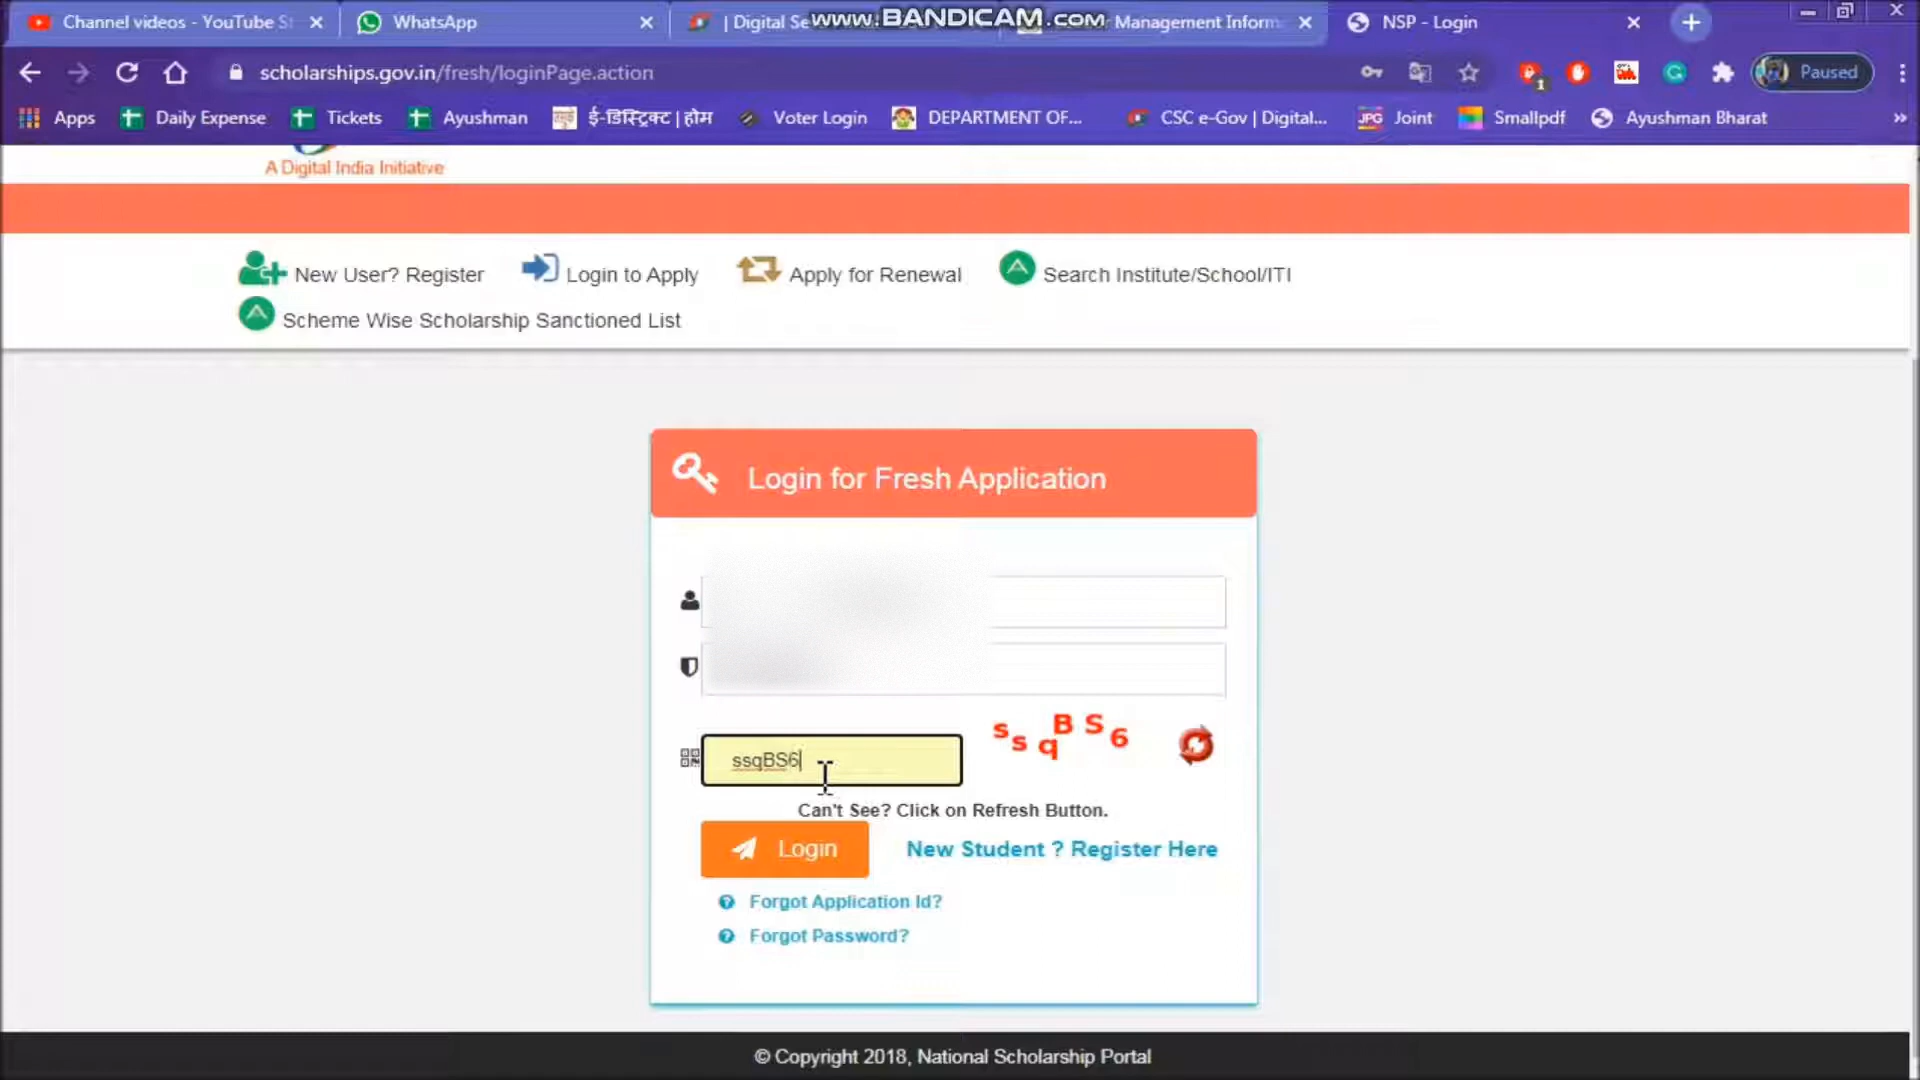 Channel videos - YouTube St
WhatsApp
| Digital Se
www.BANDICAM.com
Management Inform
NSP - Login
scholarships.gov.in/fresh/loginPage.action
1
Paused
Apps
Daily Expense
Tickets
Ayushman
ई-डिस्ट्रिक्ट | होम
Voter Login
DEPARTMENT OF...
CSC e-Gov | Digital...
JPG
Joint
Smallpdf
Ayushman Bharat
»
A Digital India Initiative
New User? Register
Login to Apply
Apply for Renewal
Search Institute/School/ITI
Scheme Wise Scholarship Sanctioned List
Login for Fresh Application
ssqBS6
s s q B S 6
Can't See? Click on Refresh Button.
Login
New Student ? Register Here
Forgot Application Id?
Forgot Password?
© Copyright 2018, National Scholarship Portal